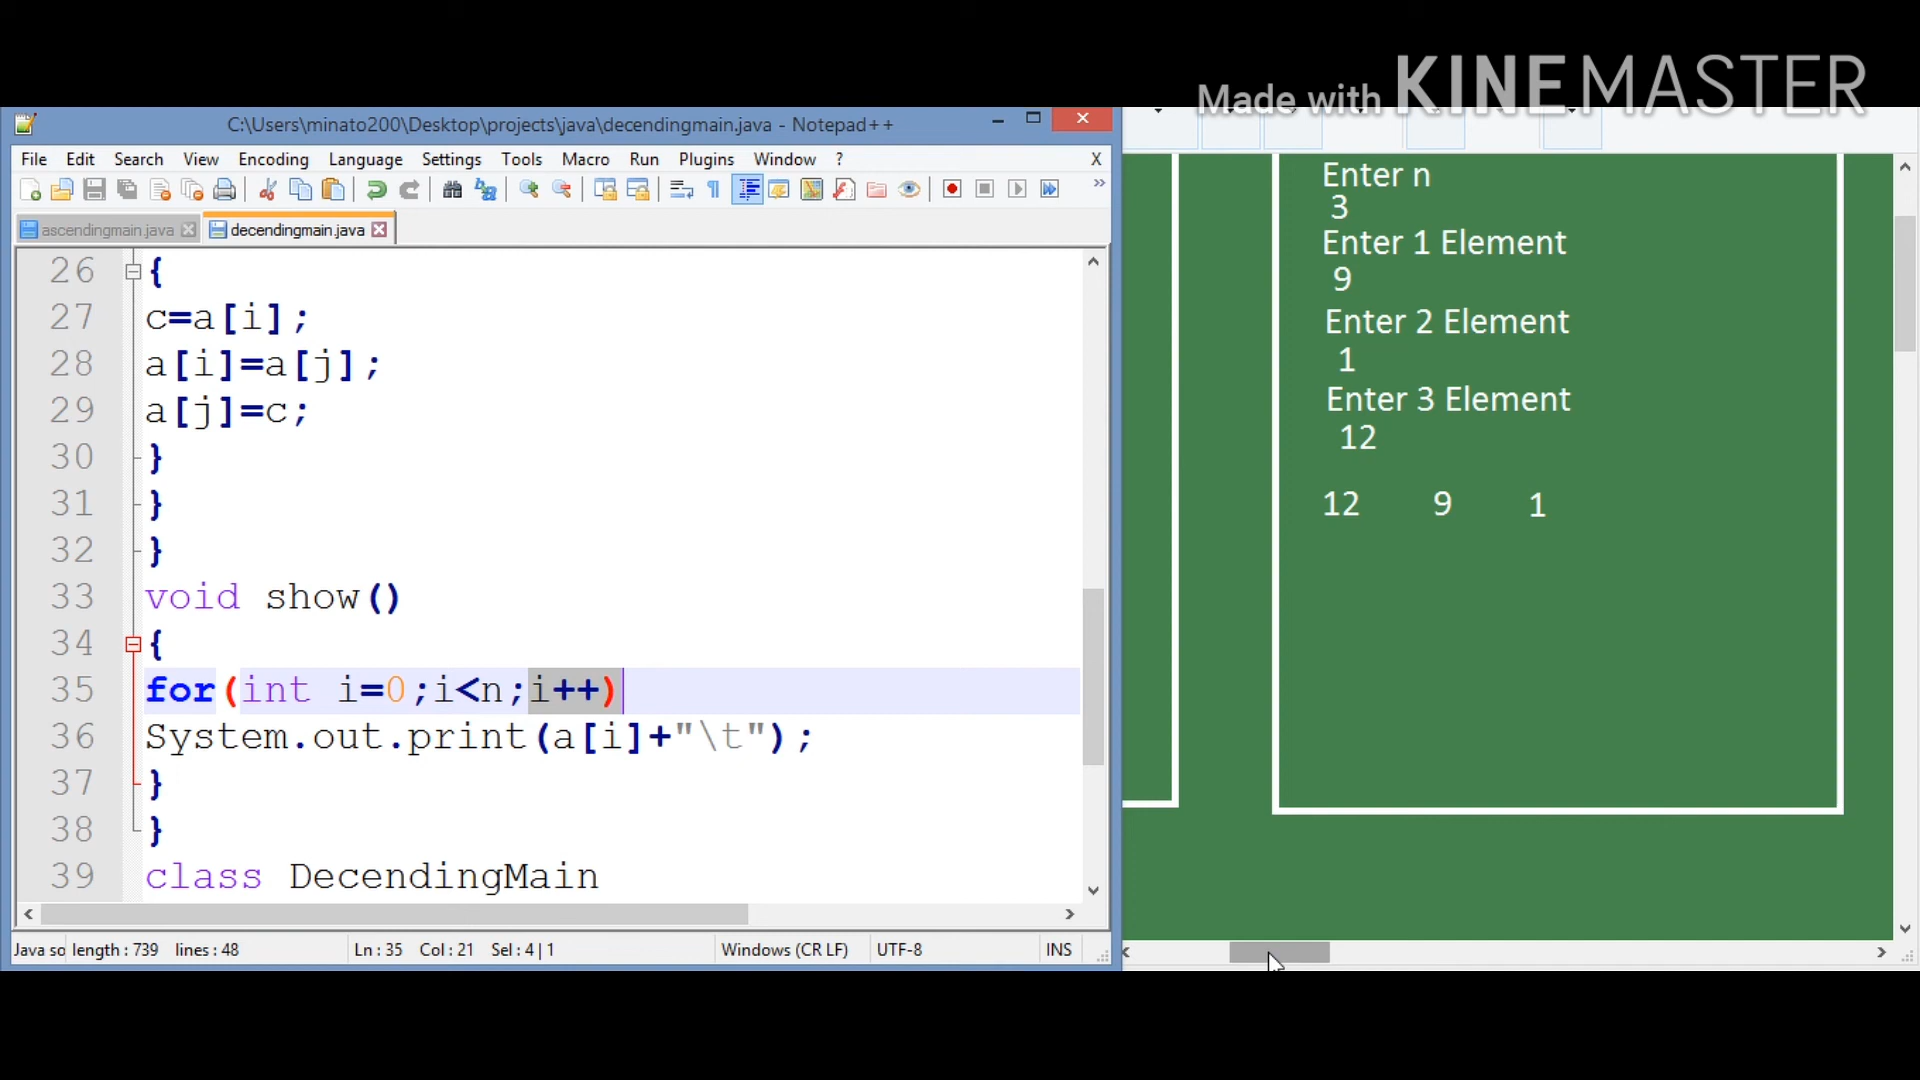 Made with KINEMASTER
C:\Users\minato200\Desktop\projects\java\decendingmain.java - Notepad++
File Edit Search View Encoding Language Settings Tools Macro Run Plugins Window ? X
ascendingmain.java decendingmain.java
26 {
27 c=a[i];
28 a[i]=a[j];
29 a[j]=c;
30 }
31 }
32 }
33 void show()
34 {
35 for(int i=0;i<n;i++)
36 System.out.print(a[i]+"\t");
37 }
38 }
39 class DecendingMain
Java so length : 739 lines : 48 Ln : 35 Col : 21 Sel : 4 | 1 Windows (CR LF) UTF-8 INS
Enter n
3
Enter 1 Element
9
Enter 2 Element
1
Enter 3 Element
12
12 9 1